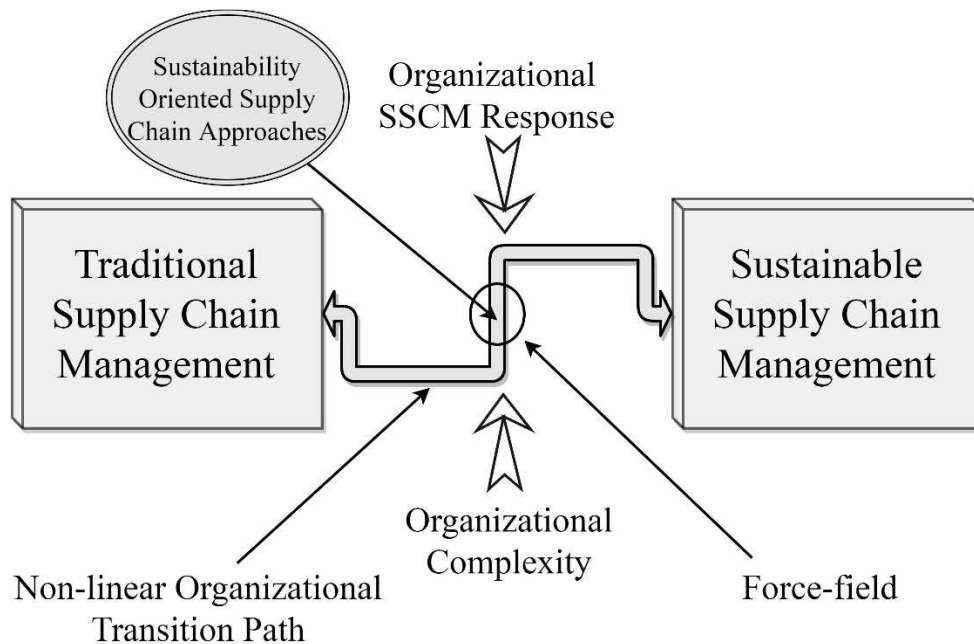 Sustainability
Oriented Supply
Chain Approaches
Organizational
SSCM Response
Traditional
Supply Chain
Management
Sustainable
Supply Chain
Management
Organizational
Complexity
Non-linear Organizational
Transition Path
Force-field